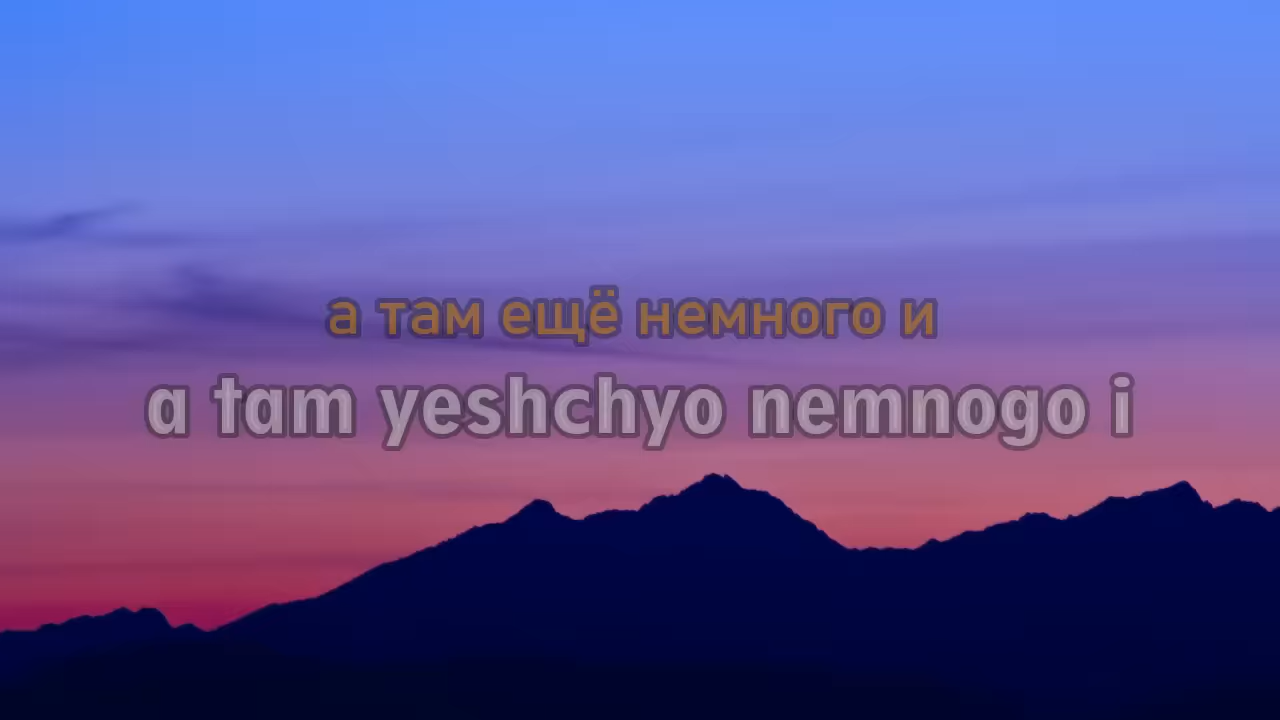 а там ещё немного и
a tam yeshchyo nemnogo i